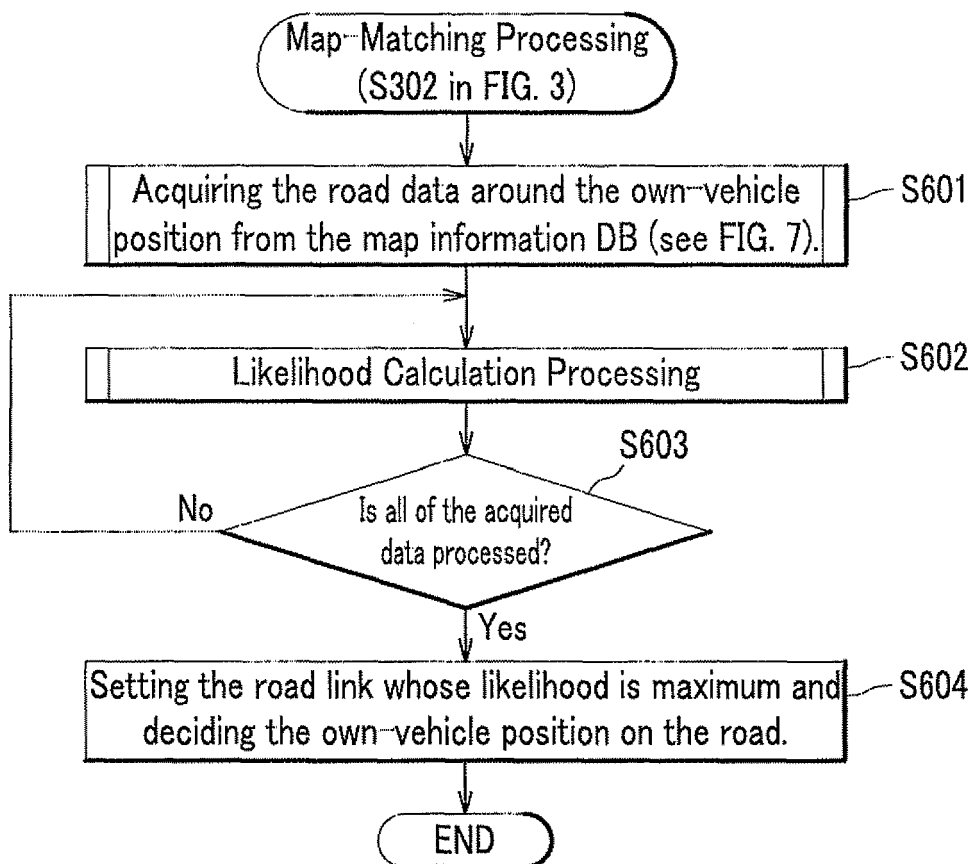 Map-Matching Processing
(S302 in FIG. 3)
Acquiring the road data around the own-vehicle
position from the map information DB (see FIG. 7).
S601
Likelihood Calculation Processing
S602
S603
Is all of the acquired
data processed?
No
Yes
Setting the road link whose likelihood is maximum and
deciding the own-vehicle position on the road.
S604
END